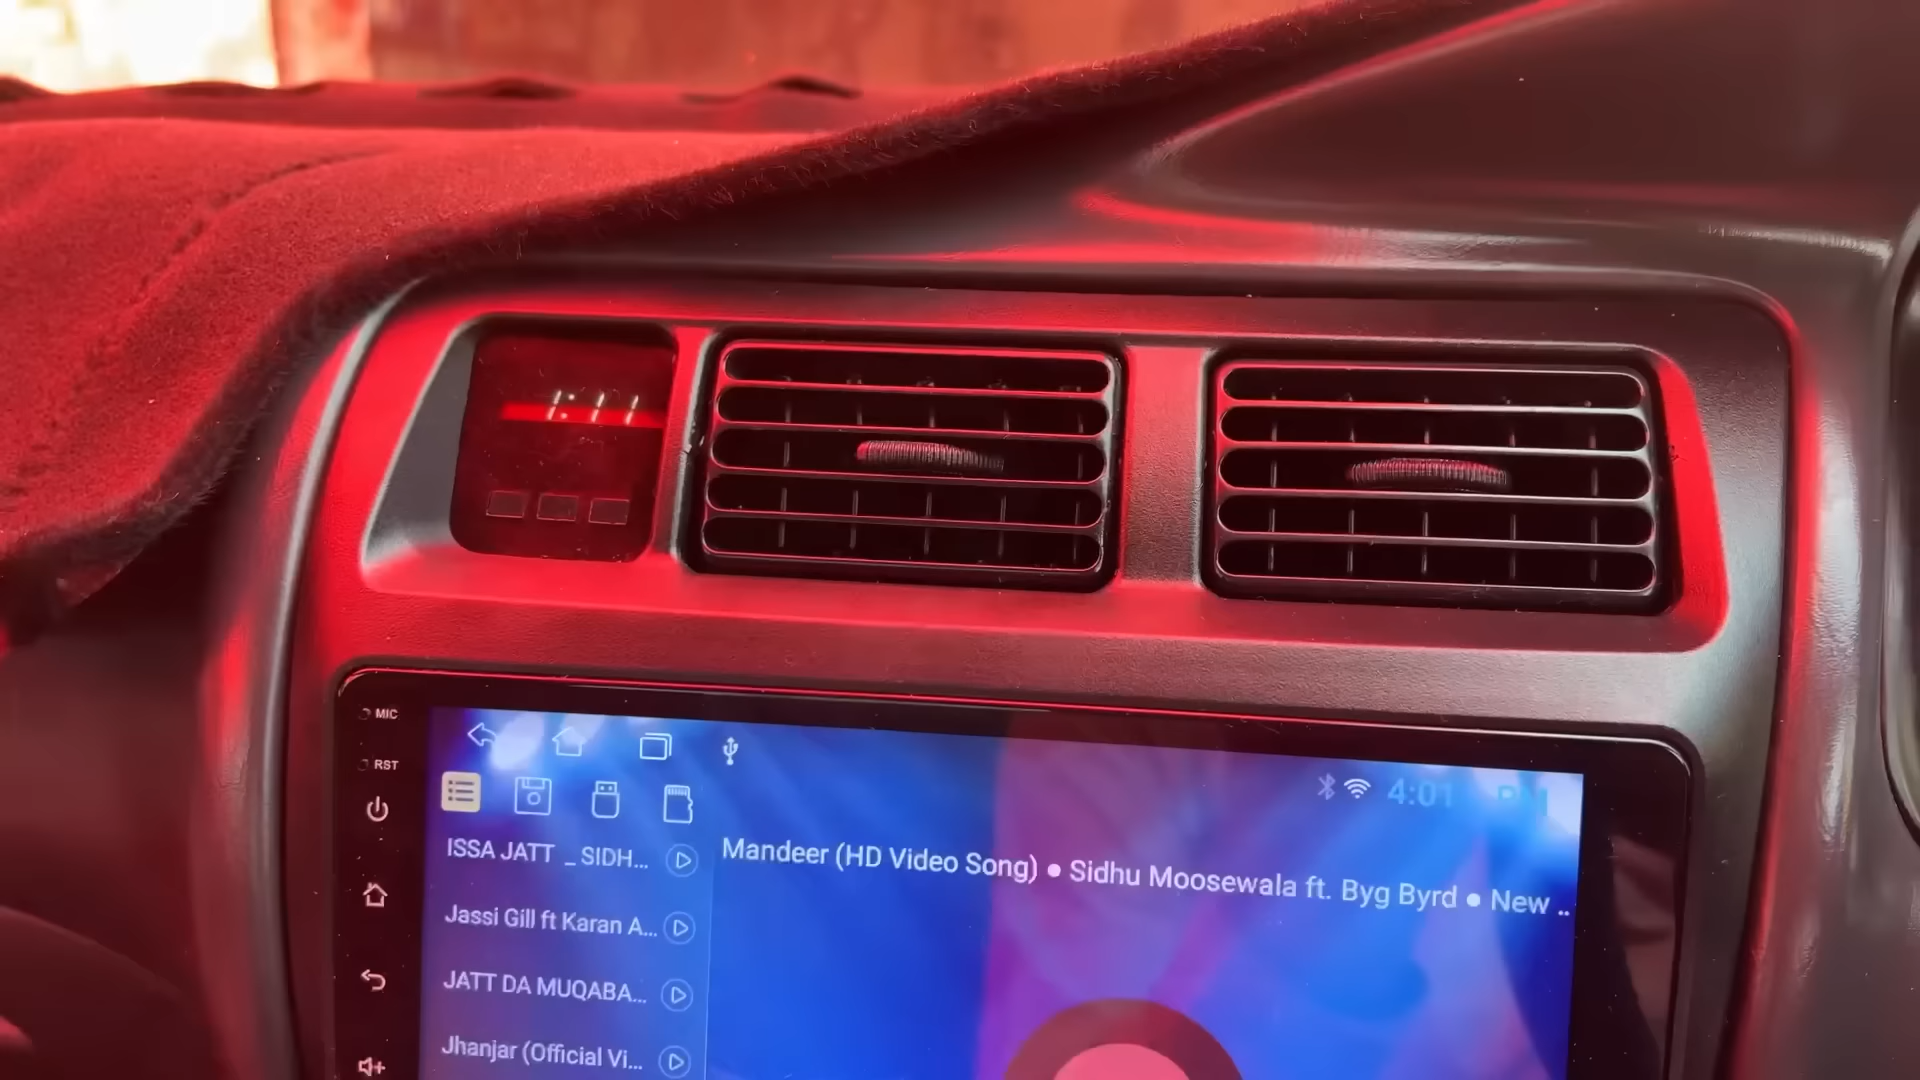 1:11
MIC
RST
4:01
ISSA JATT _ SIDH...
Mandeer (HD Video Song) ● Sidhu Moosewala ft. Byg Byrd ● New ..
Jassi Gill ft Karan A...
JATT DA MUQABA...
Jhanjar (Official Vi...